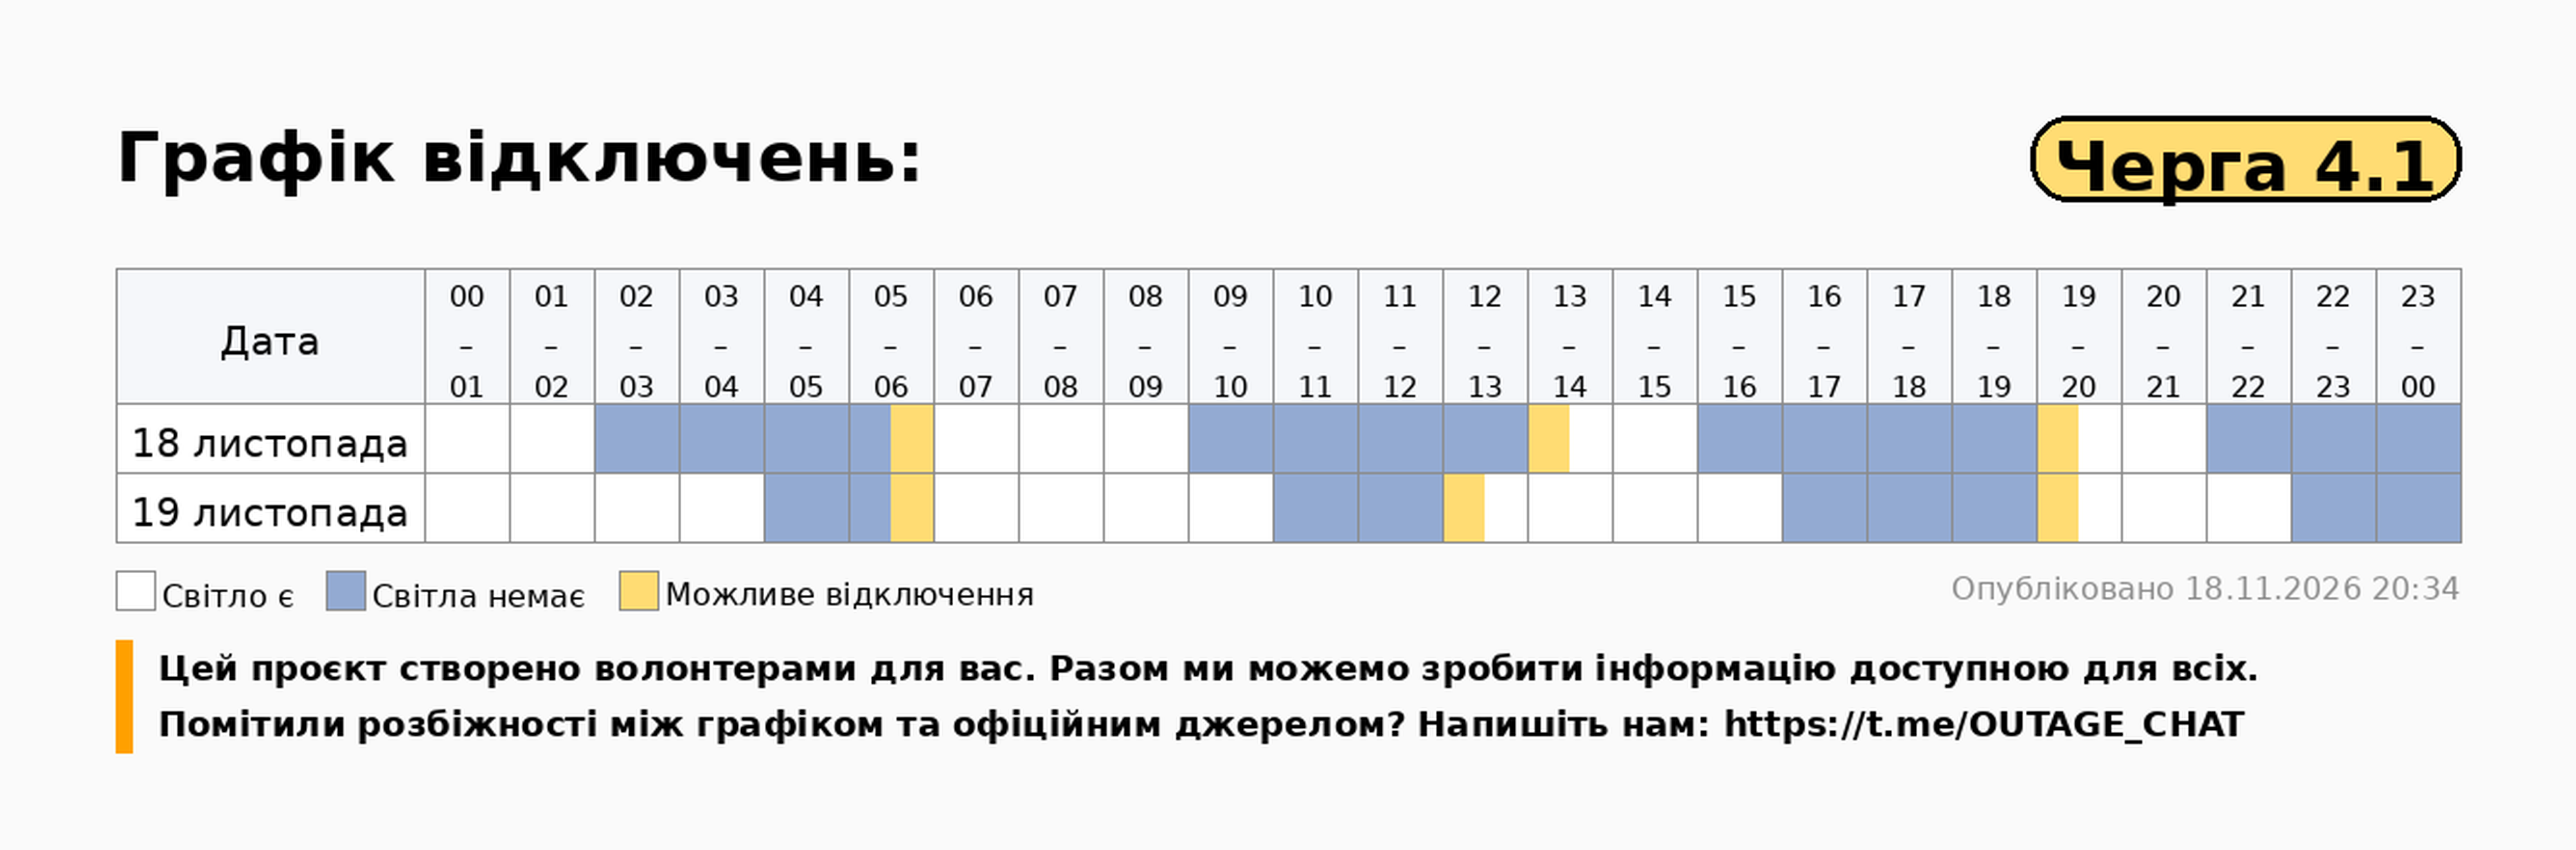 Графік відключень:
Черга 4.1
Дата 00 – 01 01 – 02 02 – 03 03 – 04 04 – 05 05 – 06 06 – 07 07 – 08 08 – 09 09 – 10 10 – 11 11 – 12 12 – 13 13 – 14 14 – 15 15 – 16 16 – 17 17 – 18 18 – 19 19 – 20 20 – 21 21 – 22 22 – 23 23 – 00
18 листопада
19 листопада
Світло є Світла немає Можливе відключення
Опубліковано 18.11.2026 20:34
Цей проєкт створено волонтерами для вас. Разом ми можемо зробити інформацію доступною для всіх.
Помітили розбіжності між графіком та офіційним джерелом? Напишіть нам: https://t.me/OUTAGE_CHAT